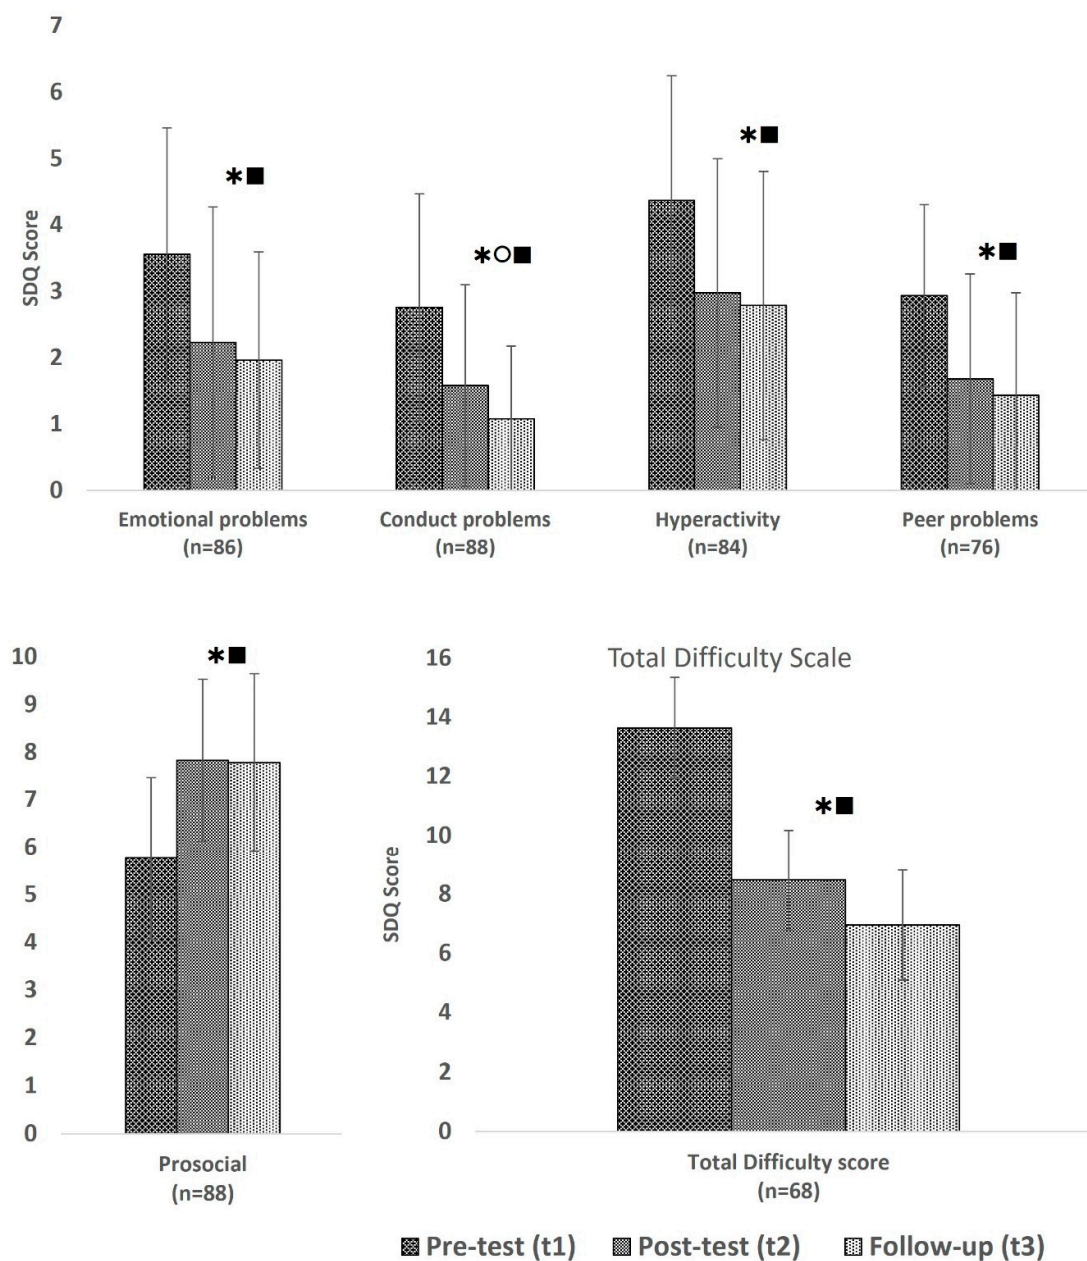 7
6
5
4
3
2
1
0
SDQ Score
*○■
*■
*■
*■
Emotional problems
(n=86)
Conduct problems
(n=88)
Hyperactivity
(n=84)
Peer problems
(n=76)
10
9
8
7
6
5
4
3
2
1
0
*■
Prosocial
(n=88)
Total Difficulty Scale
16
14
12
10
8
6
4
2
0
SDQ Score
*■
Total Difficulty score
(n=68)
Pre-test (t1) Post-test (t2) Follow-up (t3)